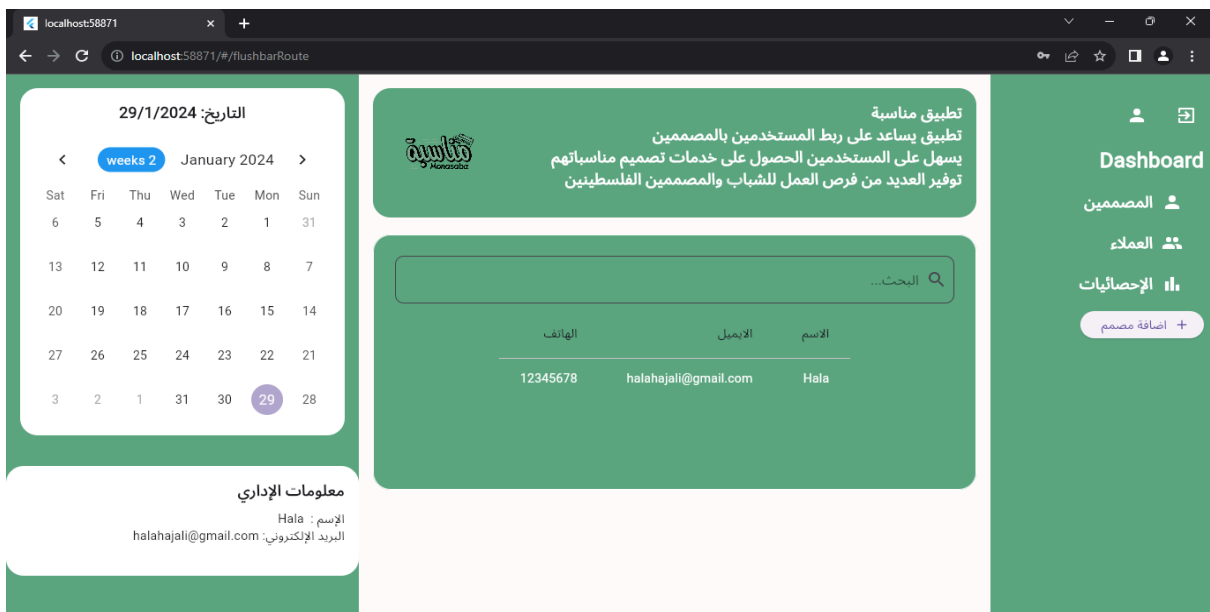 localhost:58871
localhost:58871/#/flushbarRoute
Dashboard
المصممين
العملاء
الإحصائيات
+ اضافة مصمم
تطبيق مناسبة
تطبيق يساعد على ربط المستخدمين بالمصممين
يسهل على المستخدمين الحصول على خدمات تصميم مناسباتهم
توفير العديد من فرص العمل للشباب والمصممين الفلسطينين
مناسبة
Monasaba
البحث...
الاسم الايميل الهاتف
Hala halahajali@gmail.com 12345678
التاريخ: 29/1/2024
2 weeks January 2024
Sat Fri Thu Wed Tue Mon Sun
6 5 4 3 2 1 31
13 12 11 10 9 8 7
20 19 18 17 16 15 14
27 26 25 24 23 22 21
3 2 1 31 30 29 28
معلومات الإداري
الإسم : Hala
البريد الإلكتروني: halahajali@gmail.com